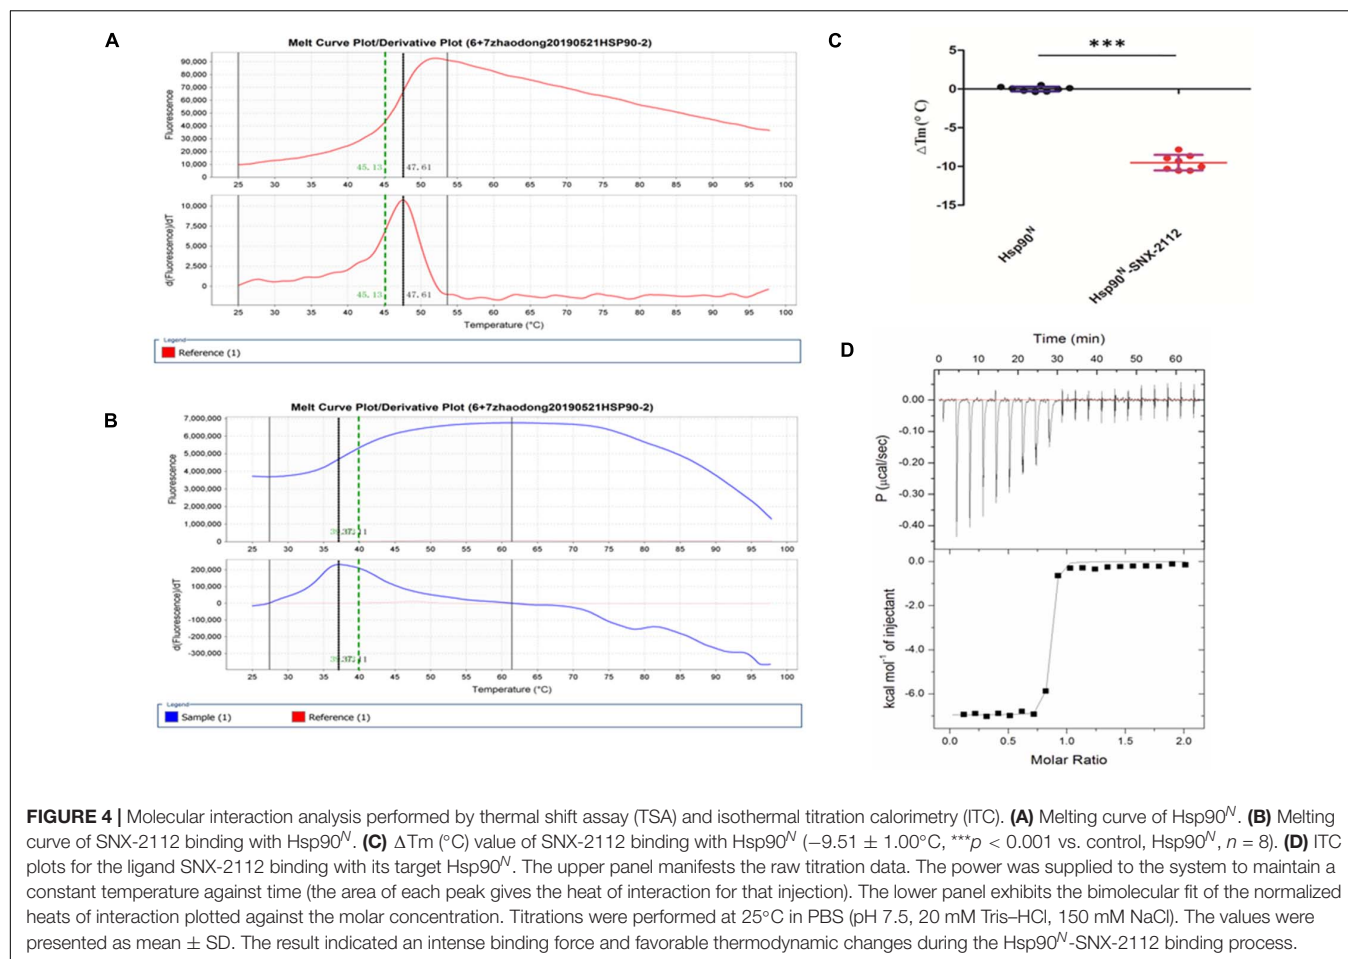 A
Melt Curve Plot/Derivative Plot (6+7zhaodong20190521HSP90-2)
Fluorescence
90,000
80,000
70,000
60,000
50,000
40,000
30,000
20,000
10,000
0
45.13
47.61
25 30 35 40 45 50 55 60 65 70 75 80 85 90 95 100
d(Fluorescence)/dT
10,000
7,500
5,000
2,500
0
45.13
47.61
25 30 35 40 45 50 55 60 65 70 75 80 85 90 95 100
Temperature (°C)
Legend
Reference (1)
B
Melt Curve Plot/Derivative Plot (6+7zhaodong20190521HSP90-2)
Fluorescence
7,000,000
6,000,000
5,000,000
4,000,000
3,000,000
2,000,000
1,000,000
0
25 30 35 40 45 50 55 60 65 70 75 80 85 90 95 100
d(Fluorescence)/dT
200,000
100,000
0
-100,000
-200,000
-300,000
25 30 35 40 45 50 55 60 65 70 75 80 85 90 95 100
Temperature (°C)
Legend
Sample (1) Reference (1)
C
***
△Tm (° C)
5
0
-5
-10
-15
Hsp90ᴺ
Hsp90ᴺ-SNX-2112
D
Time (min)
0 10 20 30 40 50 60
P (µcal/sec)
0.00
-0.10
-0.20
-0.30
-0.40
kcal mol⁻¹ of injectant
0.0
-2.0
-4.0
-6.0
0.0 0.5 1.0 1.5 2.0
Molar Ratio
FIGURE 4 | Molecular interaction analysis performed by thermal shift assay (TSA) and isothermal titration calorimetry (ITC). (A) Melting curve of Hsp90ᴺ. (B) Melting
curve of SNX-2112 binding with Hsp90ᴺ. (C) ΔTm (°C) value of SNX-2112 binding with Hsp90ᴺ (−9.51 ± 1.00°C, ***p < 0.001 vs. control, Hsp90ᴺ, n = 8). (D) ITC
plots for the ligand SNX-2112 binding with its target Hsp90ᴺ. The upper panel manifests the raw titration data. The power was supplied to the system to maintain a
constant temperature against time (the area of each peak gives the heat of interaction for that injection). The lower panel exhibits the bimolecular fit of the normalized
heats of interaction plotted against the molar concentration. Titrations were performed at 25°C in PBS (pH 7.5, 20 mM Tris–HCl, 150 mM NaCl). The values were
presented as mean ± SD. The result indicated an intense binding force and favorable thermodynamic changes during the Hsp90ᴺ-SNX-2112 binding process.